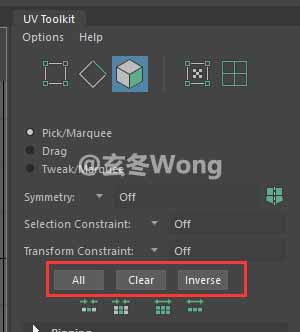 UV Toolkit
Options Help
Pick/Marquee
Drag
Tweak/Marquee
@玄冬Wong
Symmetry: Off
Selection Constraint: Off
Transform Constraint: Off
All Clear Inverse
Pinning